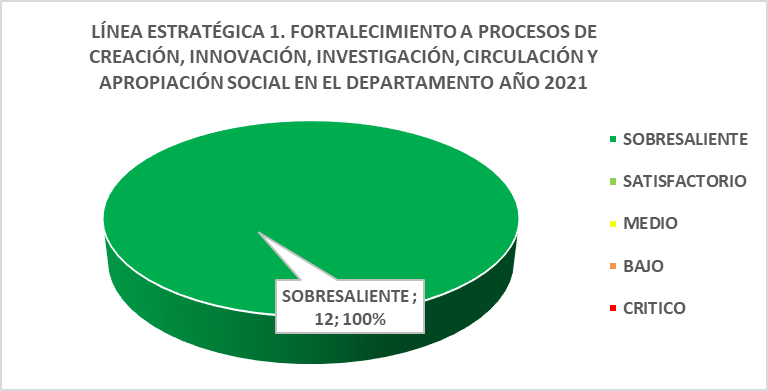 LÍNEA ESTRATÉGICA 1. FORTALECIMIENTO A PROCESOS DE
CREACIÓN, INNOVACIÓN, INVESTIGACIÓN, CIRCULACIÓN Y
APROPIACIÓN SOCIAL EN EL DEPARTAMENTO AÑO 2021
SOBRESALIENTE
SATISFACTORIO
MEDIO
BAJO
CRITICO
SOBRESALIENTE ;
12; 100%